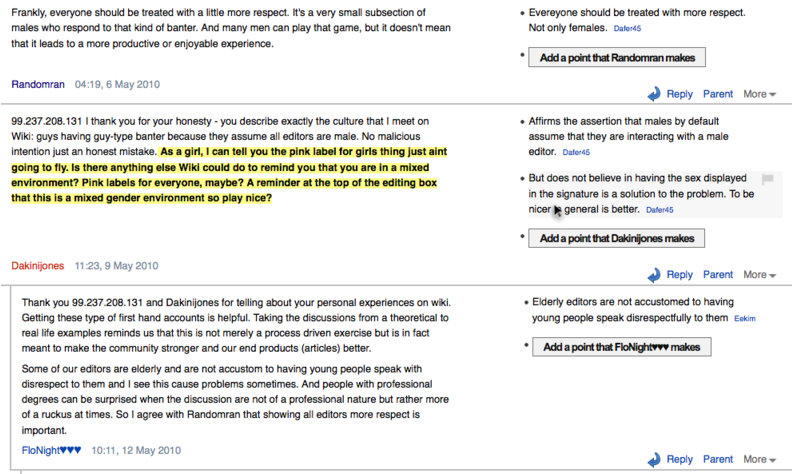 Frankly, everyone should be treated with a little more respect. It's a very small subsection of
males who respond to that kind of banter. And many men can play that game, but it doesn't mean
that it leads to a more productive or enjoyable experience.
Randomran 04:19, 6 May 2010
Evereyone should be treated with more respect.
Not only females. Dafer45
Add a point that Randomran makes
Reply Parent More
99.237.208.131 I thank you for your honesty - you describe exactly the culture that I meet on
Wiki: guys having guy-type banter because they assume all editors are male. No malicious
intention just an honest mistake. As a girl, I can tell you the pink label for girls thing just aint
going to fly. Is there anything else Wiki could do to remind you that you are in a mixed
environment? Pink labels for everyone, maybe? A reminder at the top of the editing box
that this is a mixed gender environment so play nice?
Dakinijones 11:23, 9 May 2010
Affirms the assertion that males by default
assume that they are interacting with a male
editor. Dafer45
But does not believe in having the sex displayed
in the signature is a solution to the problem. To be
nicer general is better. Dafer45
Add a point that Dakinijones makes
Reply Parent More
Thank you 99.237.208.131 and Dakinijones for telling about your personal experiences on wiki.
Getting these type of first hand accounts is helpful. Taking the discussions from a theoretical to
real life examples reminds us that this is not merely a process driven exercise but is in fact
meant to make the community stronger and our end products (articles) better.
Some of our editors are elderly and are not accustom to having young people speak with
disrespect to them and I see this cause problems sometimes. And people with professional
degrees can be surprised when the discussion are not of a professional nature but rather more
of a ruckus at times. So I agree with Randomran that showing all editors more respect is
important.
FloNight♥♥♥ 10:11, 12 May 2010
Elderly editors are not accustomed to having
young people speak disrespectfully to them Eekim
Add a point that FloNight♥♥♥ makes
Reply Parent More